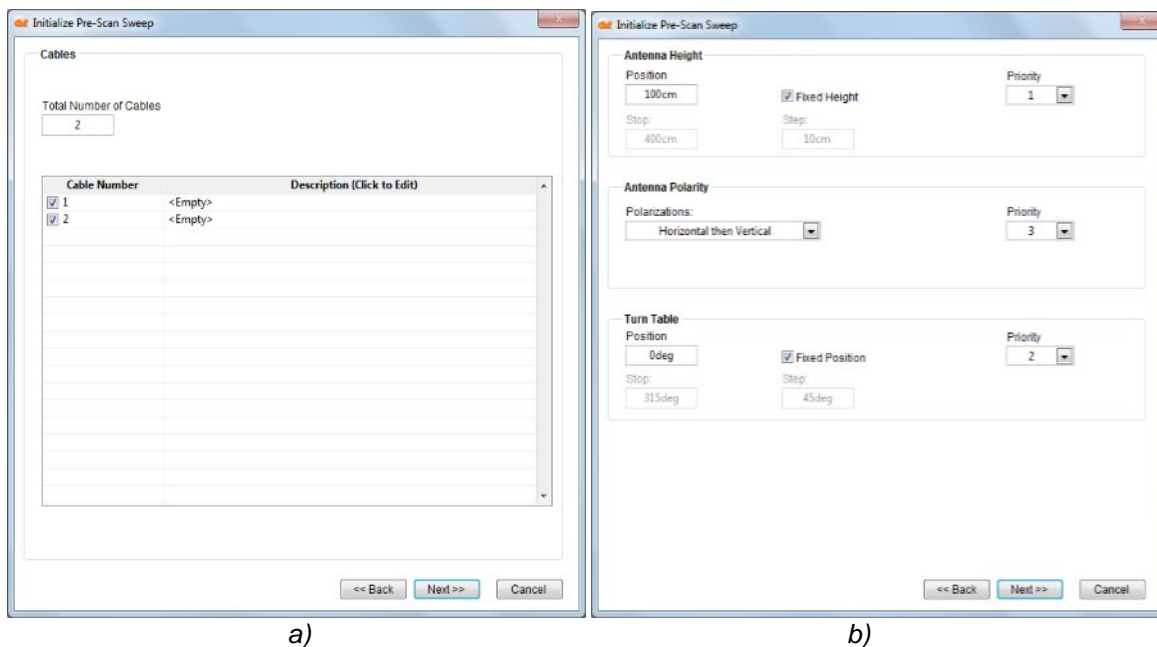 Initialize Pre-Scan Sweep
Cables
Total Number of Cables
2
Cable Number Description (Click to Edit)
1 <Empty>
2 <Empty>
<< Back Next >> Cancel
a)
Initialize Pre-Scan Sweep
Antenna Height
Position Priority
100cm Fixed Height 1
Stop: Step:
400cm 10cm
Antenna Polarity
Polarizations: Priority
Horizontal then Vertical 3
Turn Table
Position Priority
0deg Fixed Position 2
Stop: Step:
315deg 45deg
<< Back Next >> Cancel
b)